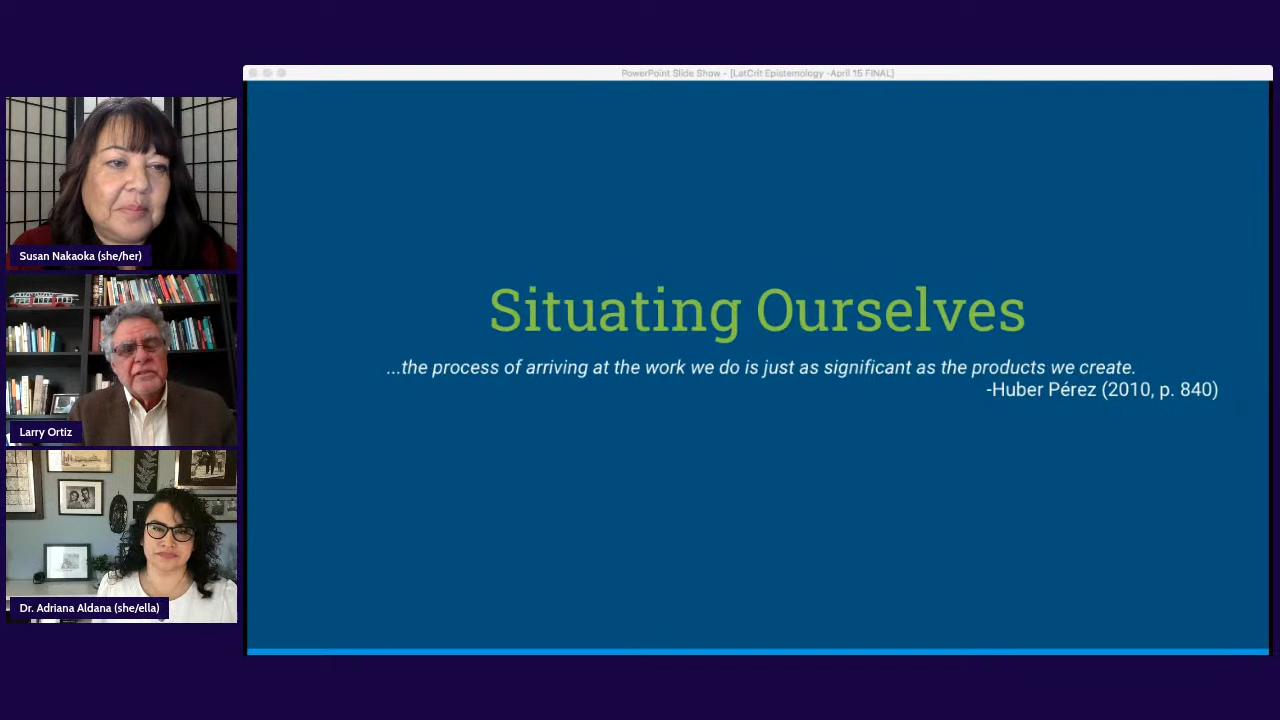 PowerPoint Slide Show - [LatCrit Epistemology -April 15 FINAL]
Susan Nakaoka (she/her)
Larry Ortiz
Dr. Adriana Aldana (she/ella)
Situating Ourselves
...the process of arriving at the work we do is just as significant as the products we create.
-Huber Pérez (2010, p. 840)